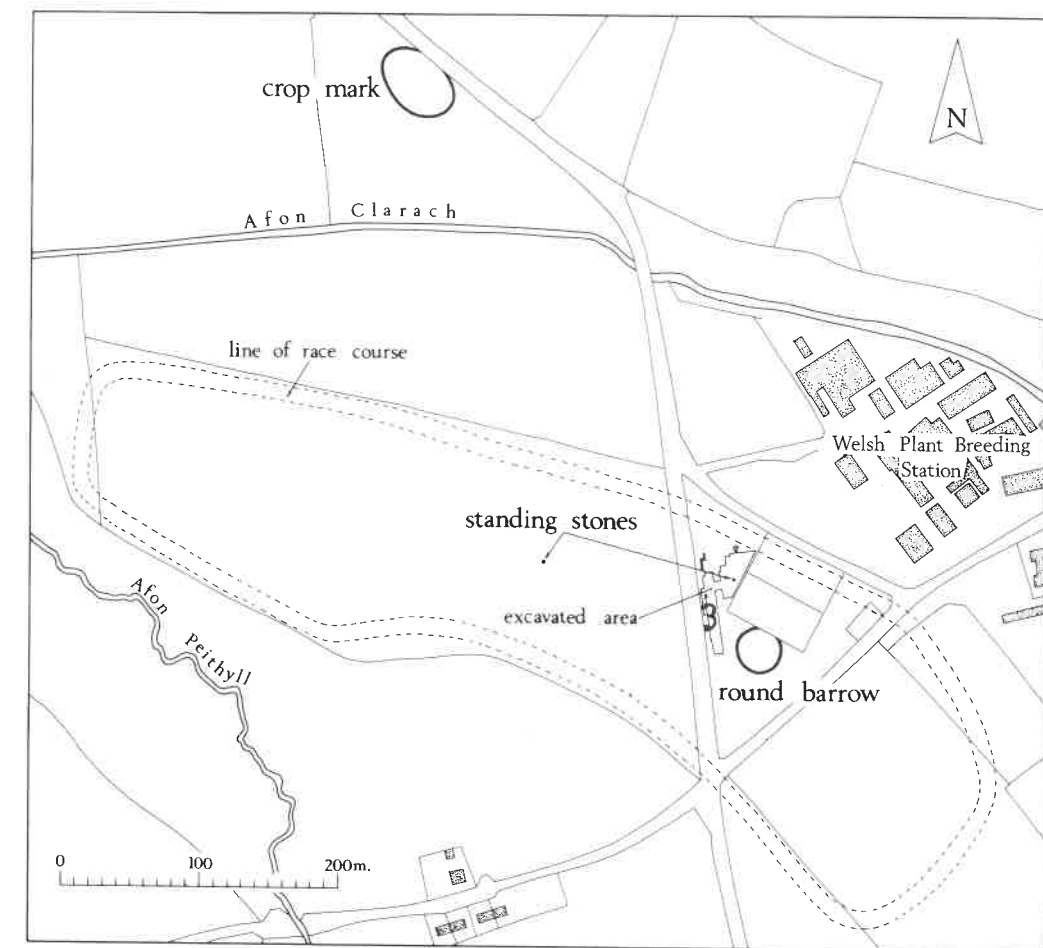 crop mark
N
Afon Clarach
line of race course
Welsh Plant Breeding
Station
standing stones
excavated area
round barrow
Afon Peithyll
0 100 200m.